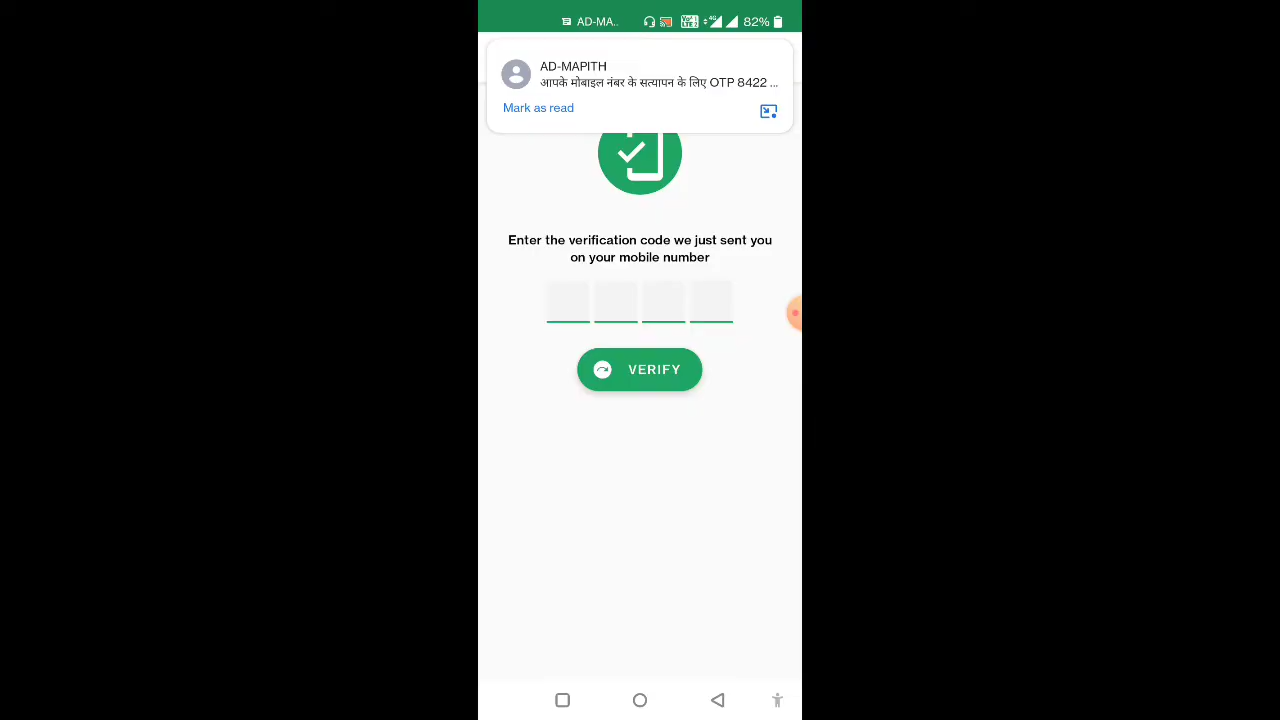 AD-MA..
82%
AD-MAPITH
आपके मोबाइल नंबर के सत्यापन के लिए OTP 8422 ...
Mark as read
Enter the verification code we just sent you
on your mobile number
VERIFY